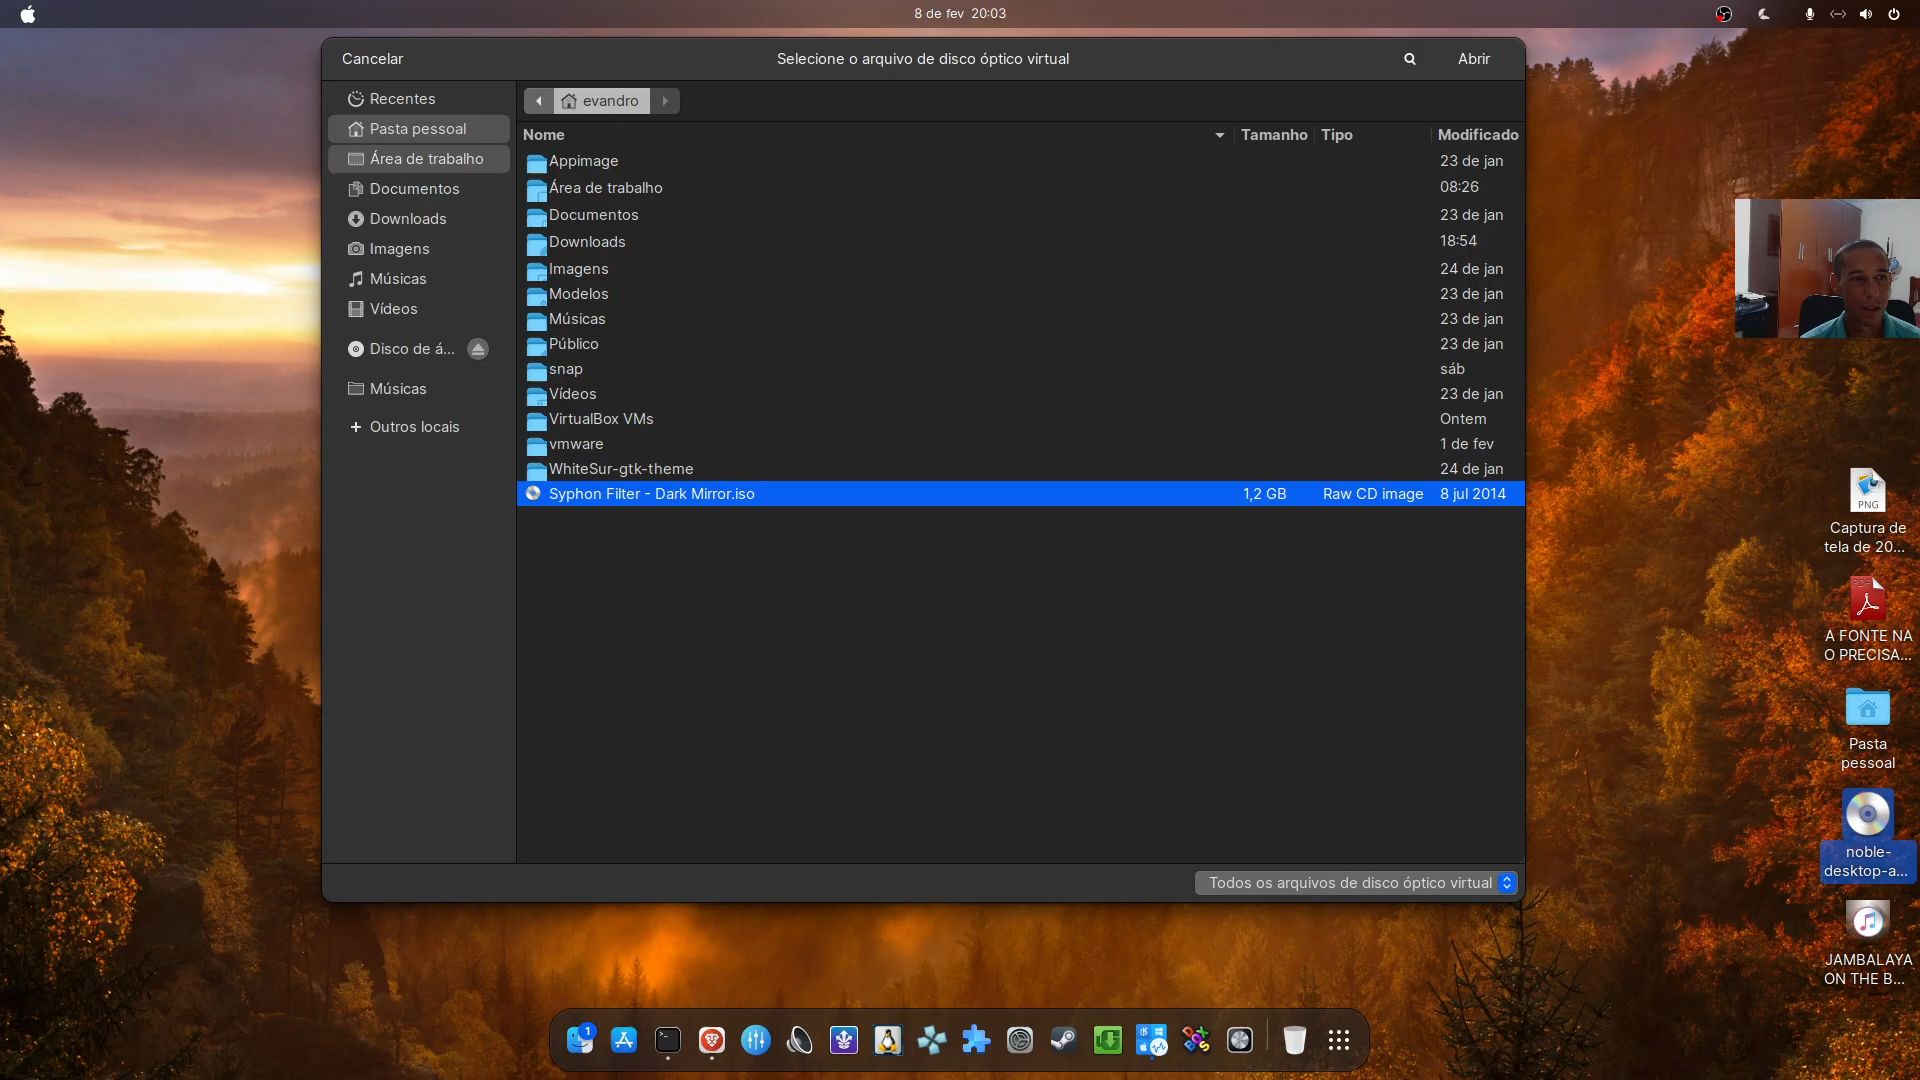 8 de fev  20:03
Cancelar
Selecione o arquivo de disco óptico virtual
Abrir
Recentes
Pasta pessoal
Área de trabalho
Documentos
Downloads
Imagens
Músicas
Vídeos
Disco de á...
Músicas
Outros locais
evandro
Nome Tamanho Tipo Modificado
Appimage 23 de jan
Área de trabalho 08:26
Documentos 23 de jan
Downloads 18:54
Imagens 24 de jan
Modelos 23 de jan
Músicas 23 de jan
Público 23 de jan
snap sáb
Vídeos 23 de jan
VirtualBox VMs Ontem
vmware 1 de fev
WhiteSur-gtk-theme 24 de jan
Syphon Filter - Dark Mirror.iso 1,2 GB Raw CD image 8 jul 2014
Todos os arquivos de disco óptico virtual
PNG
Captura de
tela de 20...
PDF
A FONTE NA
O PRECISA...
Pasta
pessoal
noble-
desktop-a...
JAMBALAYA
ON THE B...
1
DOS